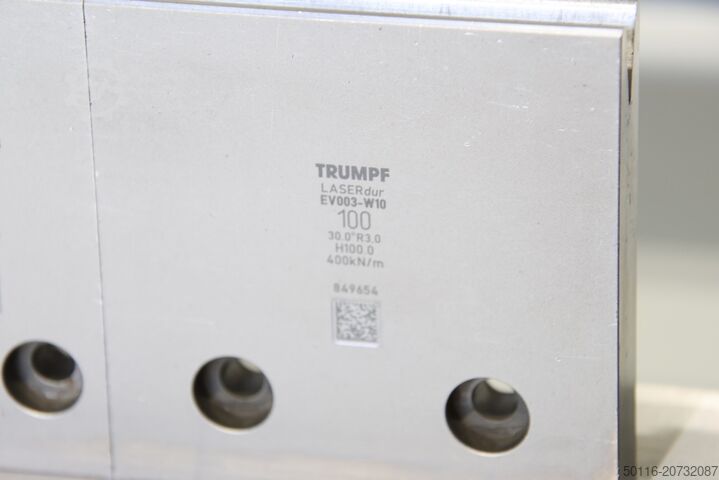 TRUMPF
LASERdur
EV003-W10
100
30.0°R3.0
H100.0
400kN/m
849654
50116-20732087